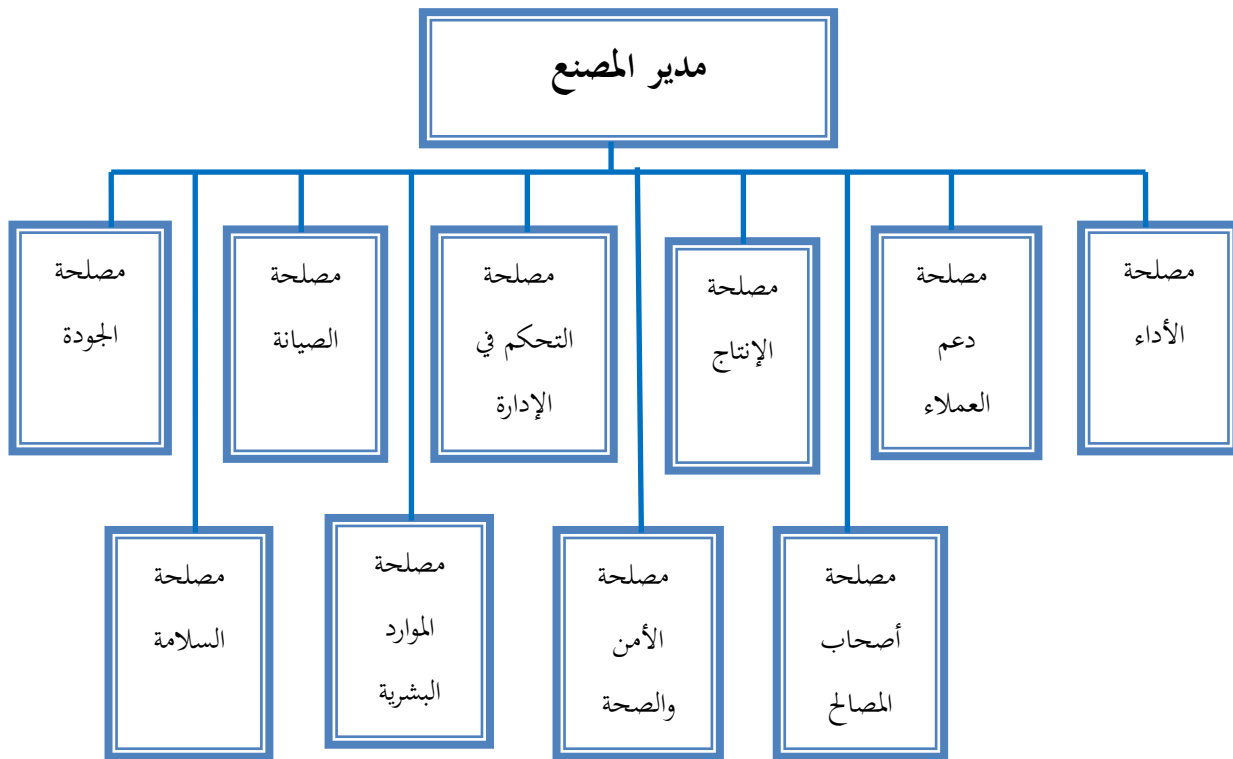 مدير المصنع
مصلحة
الأداء
مصلحة
دعم
العملاء
مصلحة
الإنتاج
مصلحة
التحكم في
الإدارة
مصلحة
الصيانة
مصلحة
الجودة
مصلحة
أصحاب
المصالح
مصلحة
الأمن
والصحة
مصلحة
الموارد
البشرية
مصلحة
السلامة